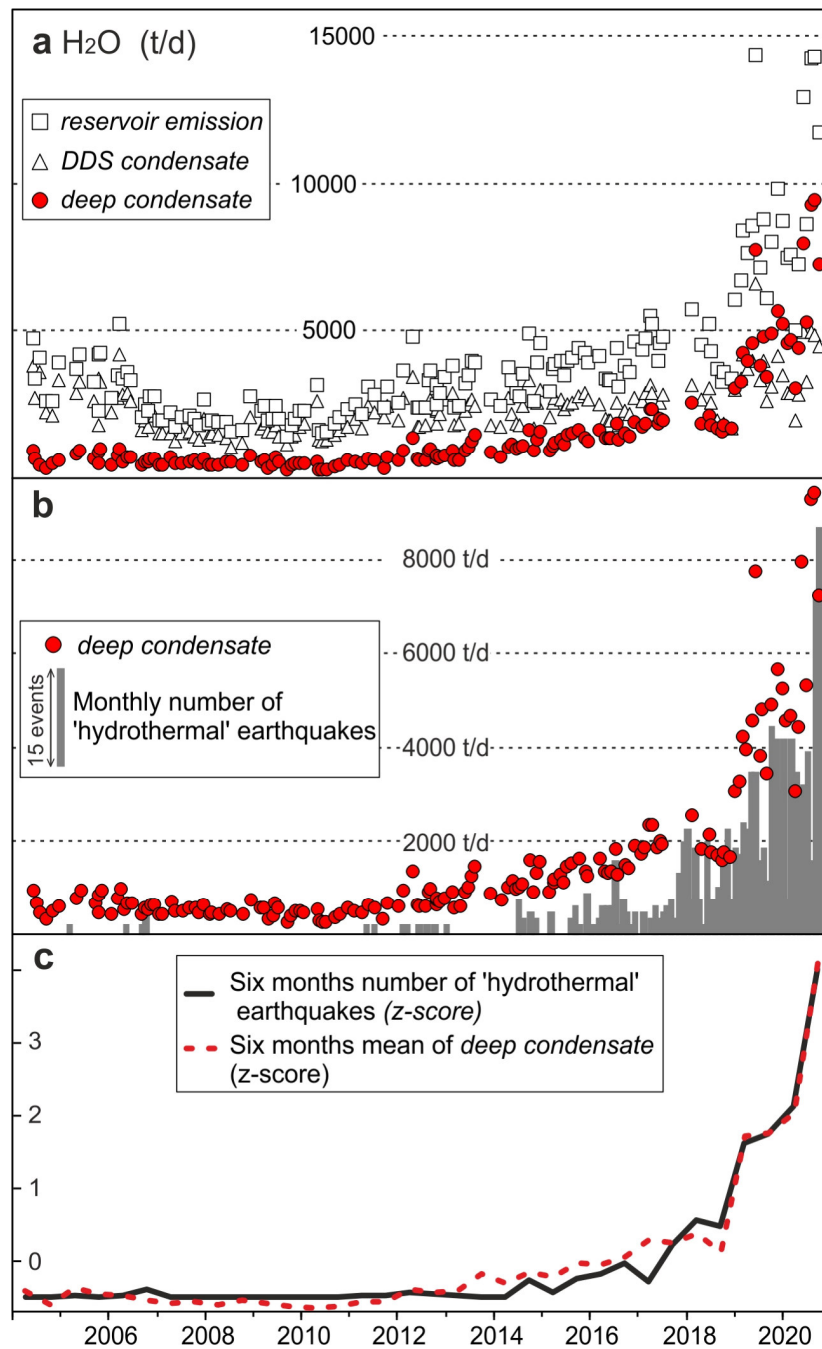 a H2O (t/d)
15000
reservoir emission
DDS condensate
deep condensate
10000
5000
b
8000 t/d
deep condensate
6000 t/d
15 events
Monthly number of
'hydrothermal' earthquakes
4000 t/d
2000 t/d
c
Six months number of 'hydrothermal'
earthquakes (z-score)
Six months mean of deep condensate
(z-score)
3
2
1
0
2006 2008 2010 2012 2014 2016 2018 2020